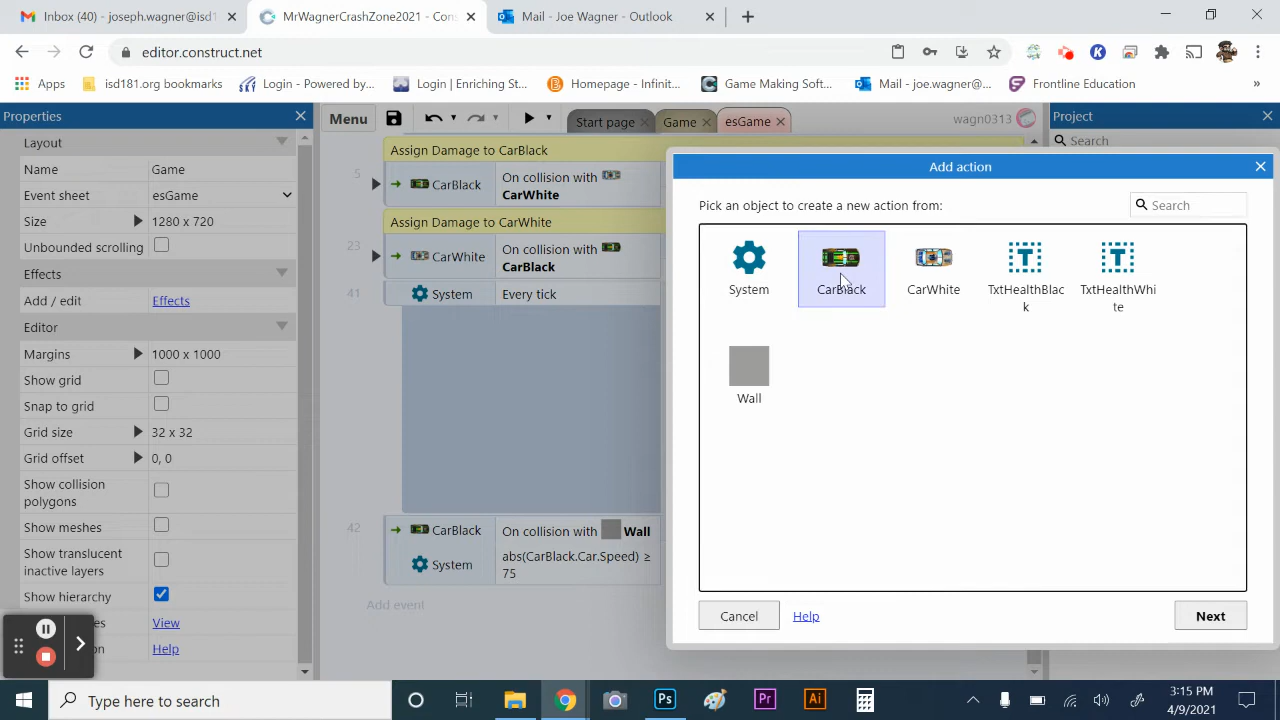 Inbox (40) - joseph.wagner@isd1
MrWagnerCrashZone2021 - Cons
Mail - Joe Wagner - Outlook
editor.construct.net
Apps
isd181.org bookmarks
Login - Powered by...
Login | Enriching St...
Homepage - Infinit...
Game Making Soft...
Mail - joe.wagner@...
Frontline Education
»
Properties
Menu
Start page
Game
esGame
wagn0313
Project
Search
Layout
Name
Game
Event sheet
esGame
Size
1280 x 720
Unbounded scrolling
Effects
Add / edit
Effects
Editor
Margins
1000 x 1000
Show grid
Snap to grid
Grid size
32 x 32
Grid offset
0, 0
Show collision
polygons
Show meshes
Show translucent
inactive layers
Show hierarchy
View
Help
Assign Damage to CarBlack
5
CarBlack
On collision with
CarWhite
Assign Damage to CarWhite
23
CarWhite
On collision with
CarBlack
41
System
Every tick
42
CarBlack
On collision with Wall
System
abs(CarBlack.Car.Speed) ≥
75
Add event
Add action
Pick an object to create a new action from:
Search
System
CarBlack
CarWhite
TxtHealthBlac
k
TxtHealthWhi
te
Wall
Cancel
Help
Next
Type here to search
Ps
Pr
Ai
3:15 PM
4/9/2021